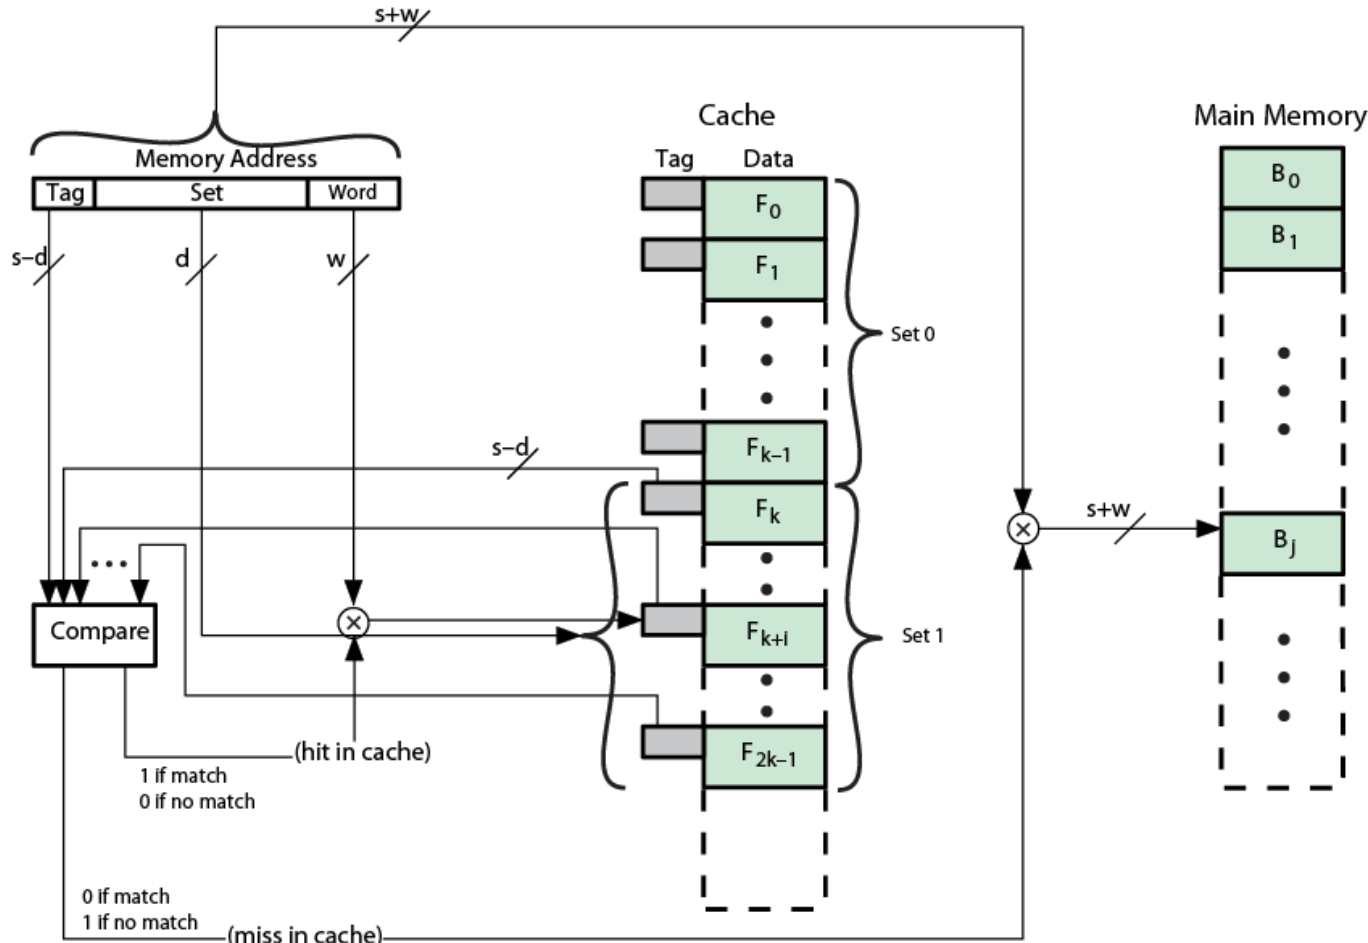 s+w
Cache
Main Memory
Memory Address
Tag Data
Tag Set Word
F0
B0
B1
s–d
d
w
F1
Set 0
Fk–1
s–d
Fk
s+w
Bj
Compare
Fk+i
Set 1
F2k–1
(hit in cache)
1 if match
0 if no match
0 if match
1 if no match
(miss in cache)